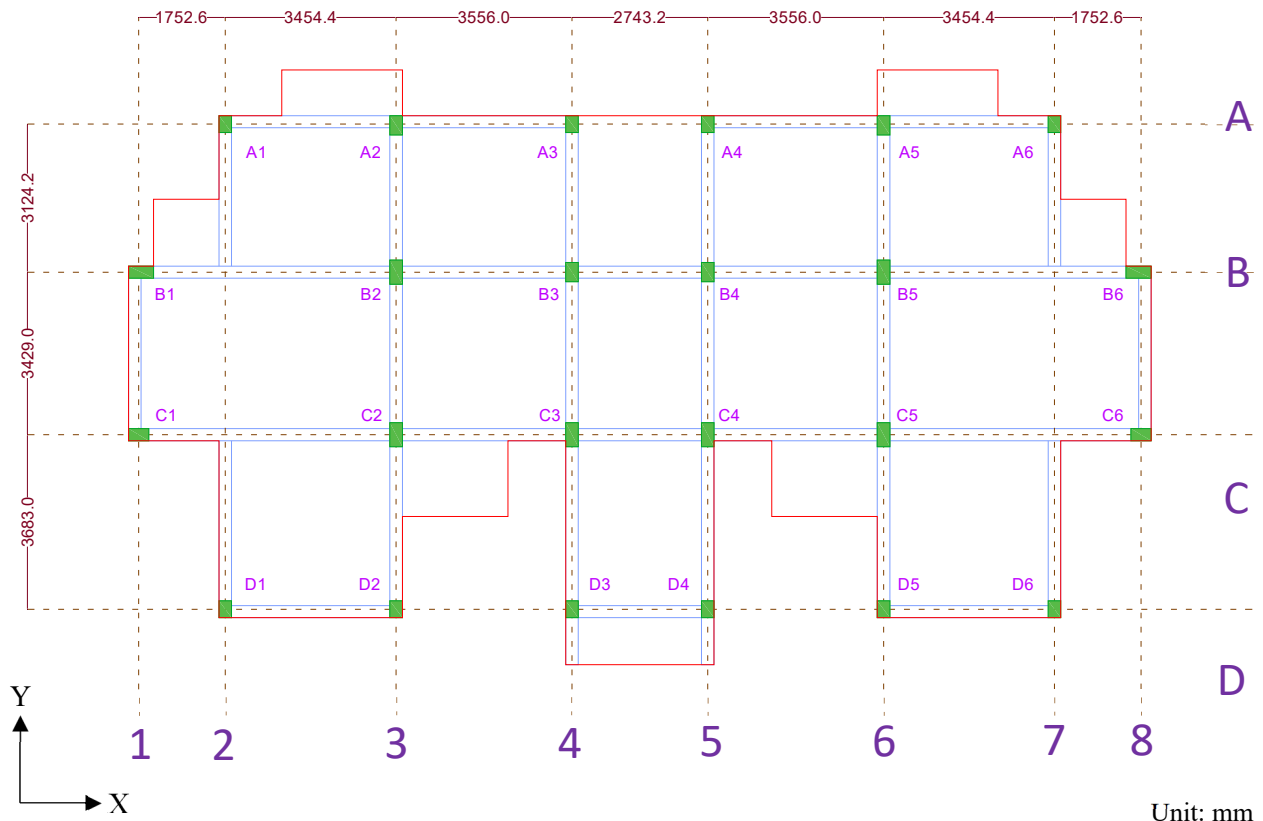 1752.6 3454.4 3556.0 2743.2 3556.0 3454.4 1752.6
A
A1 A2 A3 A4 A5 A6
3124.2
B
B1 B2 B3 B4 B5 B6
3429.0
C1 C2 C3 C4 C5 C6
C
3683.0
D1 D2 D3 D4 D5 D6
D
Y
1 2 3 4 5 6 7 8
X
Unit: mm